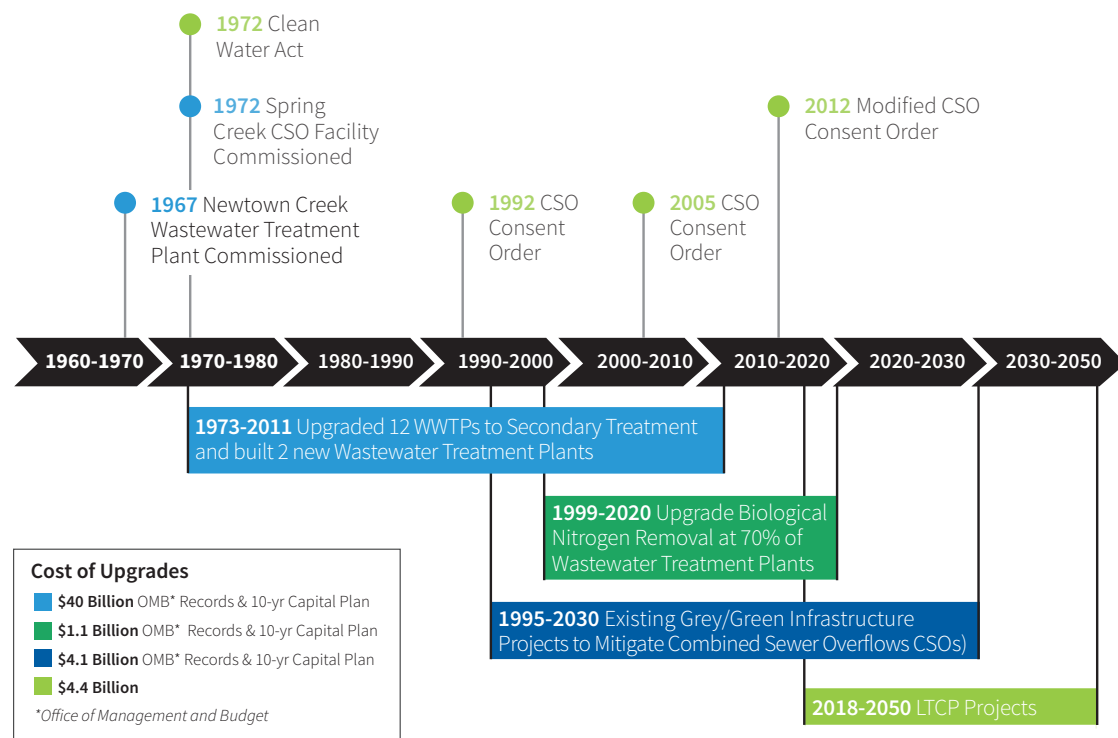 1972 Clean
Water Act
1972 Spring
Creek CSO Facility
Commissioned
2012 Modified CSO
Consent Order
1967 Newtown Creek
Wastewater Treatment
Plant Commissioned
1992 CSO
Consent
Order
2005 CSO
Consent
Order
1960-1970
1970-1980
1980-1990
1990-2000
2000-2010
2010-2020
2020-2030
2030-2050
1973-2011 Upgraded 12 WWTPs to Secondary Treatment
and built 2 new Wastewater Treatment Plants
1999-2020 Upgrade Biological
Nitrogen Removal at 70% of
Wastewater Treatment Plants
1995-2030 Existing Grey/Green Infrastructure
Projects to Mitigate Combined Sewer Overflows CSOs)
2018-2050 LTCP Projects
Cost of Upgrades
$40 Billion OMB* Records & 10-yr Capital Plan
$1.1 Billion OMB* Records & 10-yr Capital Plan
$4.1 Billion OMB* Records & 10-yr Capital Plan
$4.4 Billion
*Office of Management and Budget